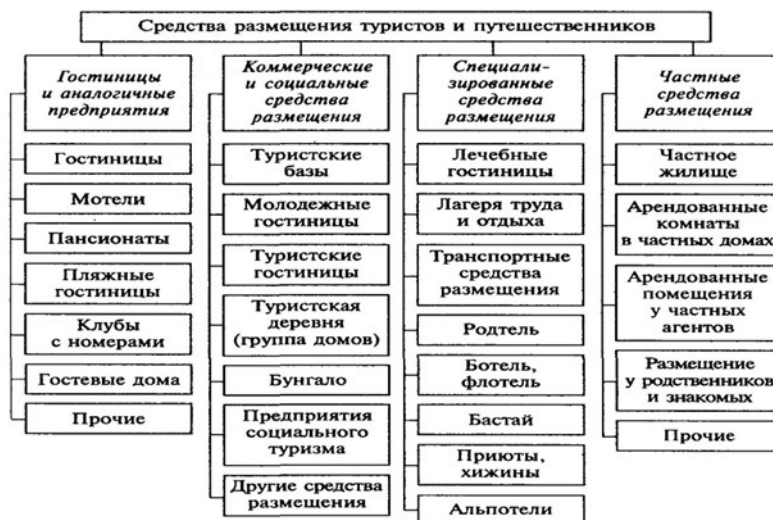 Средства размещения туристов и путешественников
Гостиницы
и аналогичные
предприятия
Гостиницы
Мотели
Пансионаты
Пляжные
гостиницы
Клубы
с номерами
Гостевые дома
Прочие
Коммерческие
и социальные
средства
размещения
Туристские
базы
Молодежные
гостиницы
Туристские
гостиницы
Туристская
деревня
(группа домов)
Бунгало
Предприятия
социального
туризма
Другие средства
размещения
Специали-
зированные
средства
размещения
Лечебные
гостиницы
Лагеря труда
и отдыха
Транспортные
средства
размещения
Родтель
Ботель,
флотель
Бастай
Приюты,
хижины
Альпотели
Частные
средства
размещения
Частное
жилище
Арендованные
комнаты
в частных домах
Арендованные
помещения
у частных
агентов
Размещение
у родственников
и знакомых
Прочие